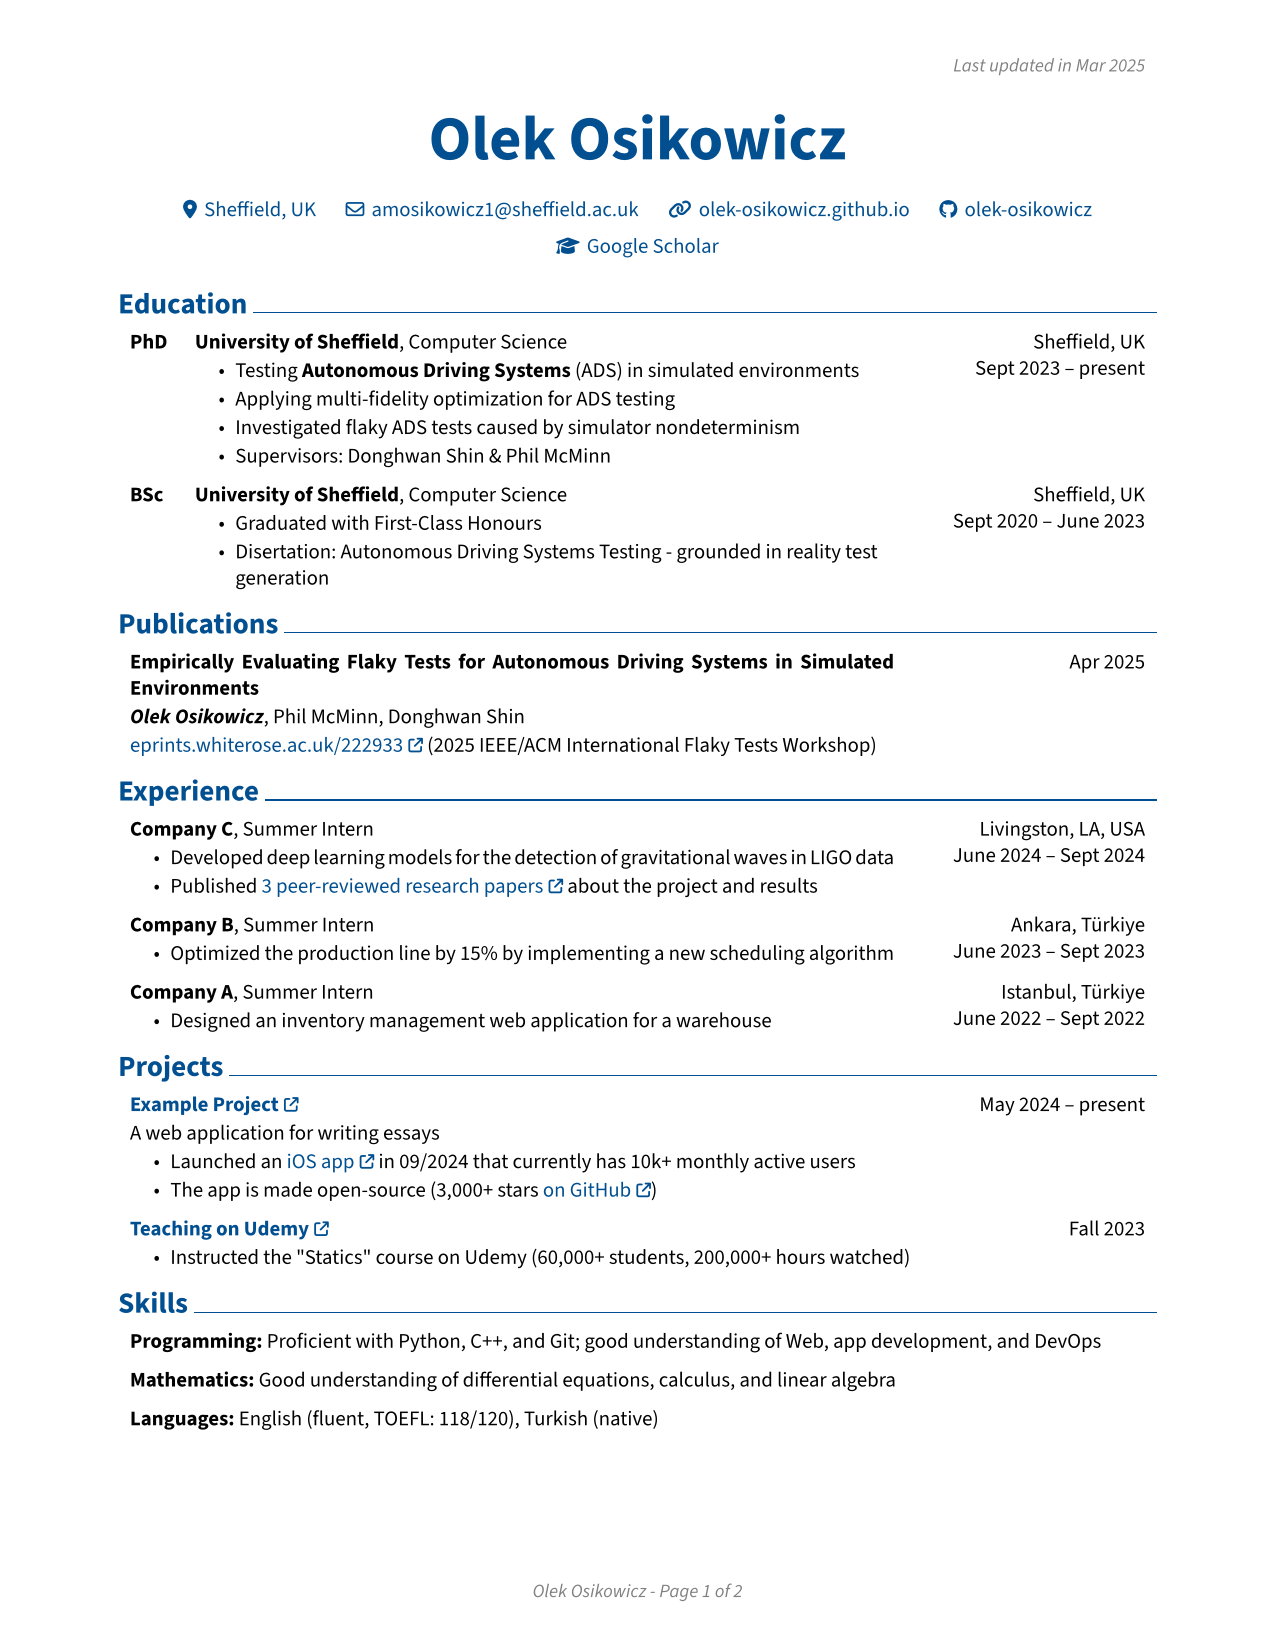 Last updated in Mar 2025
Olek Osikowicz
Sheffield, UK amosikowicz1@sheffield.ac.uk olek-osikowicz.github.io olek-osikowicz
Google Scholar
Education
PhD University of Sheffield, Computer Science Sheffield, UK
• Testing Autonomous Driving Systems (ADS) in simulated environments Sept 2023 – present
• Applying multi-fidelity optimization for ADS testing
• Investigated flaky ADS tests caused by simulator nondeterminism
• Supervisors: Donghwan Shin & Phil McMinn
BSc University of Sheffield, Computer Science Sheffield, UK
• Graduated with First-Class Honours Sept 2020 – June 2023
• Disertation: Autonomous Driving Systems Testing - grounded in reality test
generation
Publications
Empirically Evaluating Flaky Tests for Autonomous Driving Systems in Simulated Apr 2025
Environments
Olek Osikowicz, Phil McMinn, Donghwan Shin
eprints.whiterose.ac.uk/222933 (2025 IEEE/ACM International Flaky Tests Workshop)
Experience
Company C, Summer Intern Livingston, LA, USA
• Developed deep learning models for the detection of gravitational waves in LIGO data June 2024 – Sept 2024
• Published 3 peer-reviewed research papers about the project and results
Company B, Summer Intern Ankara, Türkiye
• Optimized the production line by 15% by implementing a new scheduling algorithm June 2023 – Sept 2023
Company A, Summer Intern Istanbul, Türkiye
• Designed an inventory management web application for a warehouse June 2022 – Sept 2022
Projects
Example Project May 2024 – present
A web application for writing essays
• Launched an iOS app in 09/2024 that currently has 10k+ monthly active users
• The app is made open-source (3,000+ stars on GitHub )
Teaching on Udemy Fall 2023
• Instructed the "Statics" course on Udemy (60,000+ students, 200,000+ hours watched)
Skills
Programming: Proficient with Python, C++, and Git; good understanding of Web, app development, and DevOps
Mathematics: Good understanding of differential equations, calculus, and linear algebra
Languages: English (fluent, TOEFL: 118/120), Turkish (native)
Olek Osikowicz - Page 1 of 2